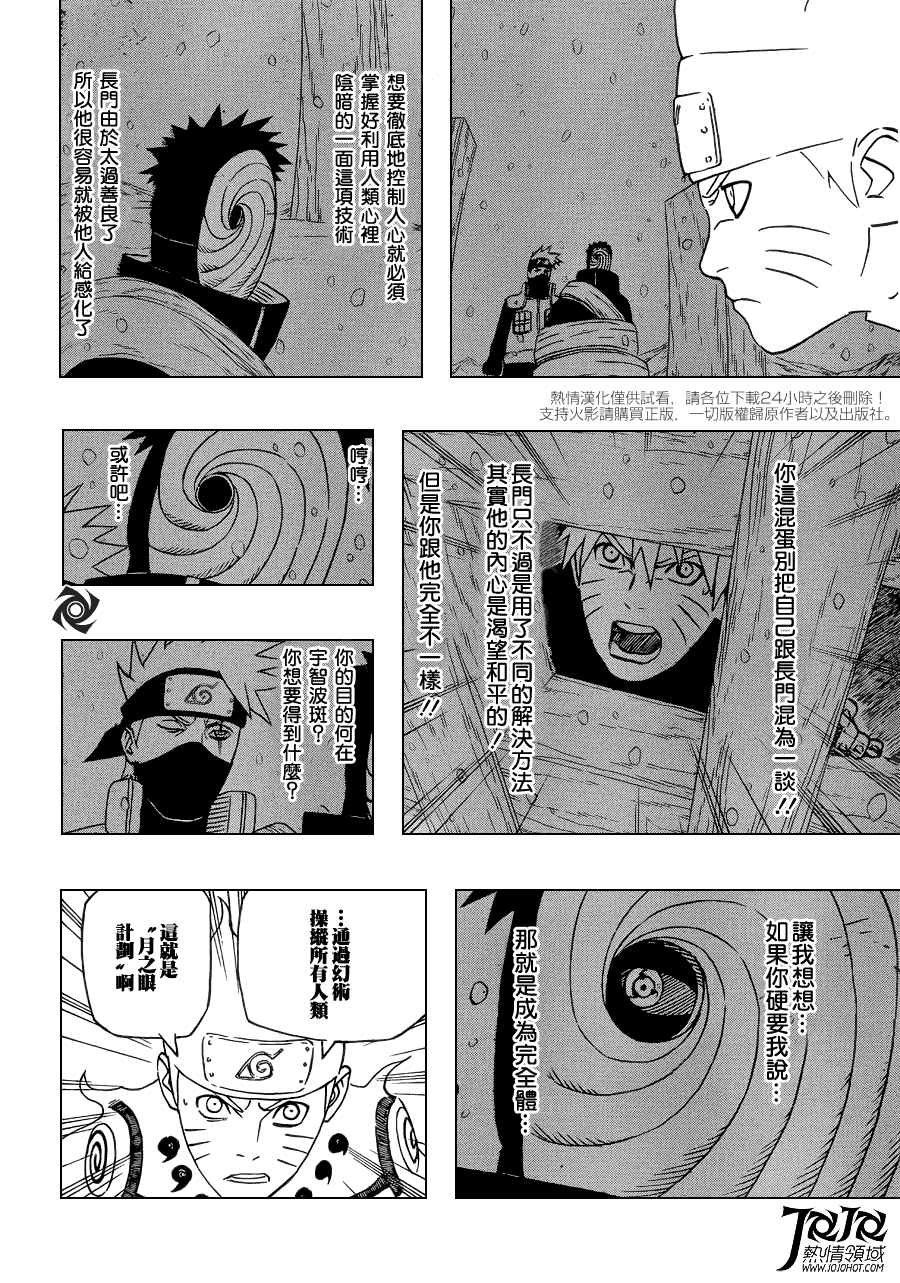 想要徹底地控制人心就必須
掌握好利用人類心裡
陰暗的一面這項技術
長門由於太過善良了
所以他很容易就被他人給感化了
熱情漢化僅供試看，請各位下載24小時之後刪除！
支持火影請購買正版，一切版權歸原作者以及出版社。
你這混蛋別把自己跟長門混為一談!!
長門只不過是用了不同的解決方法
其實他的內心是渴望和平的!
但是你跟他完全不一樣!!
哼哼…
或許吧…
你的目的何在
宇智波斑?
你想要得到什麼?
讓我想想…
如果你硬要我說…
那就是成為完全體…
…通過幻術
操縱所有人類
這就是
〝月之眼
計劃〞啊
JOJO
熱情領域
WWW.JOJOHOT.COM